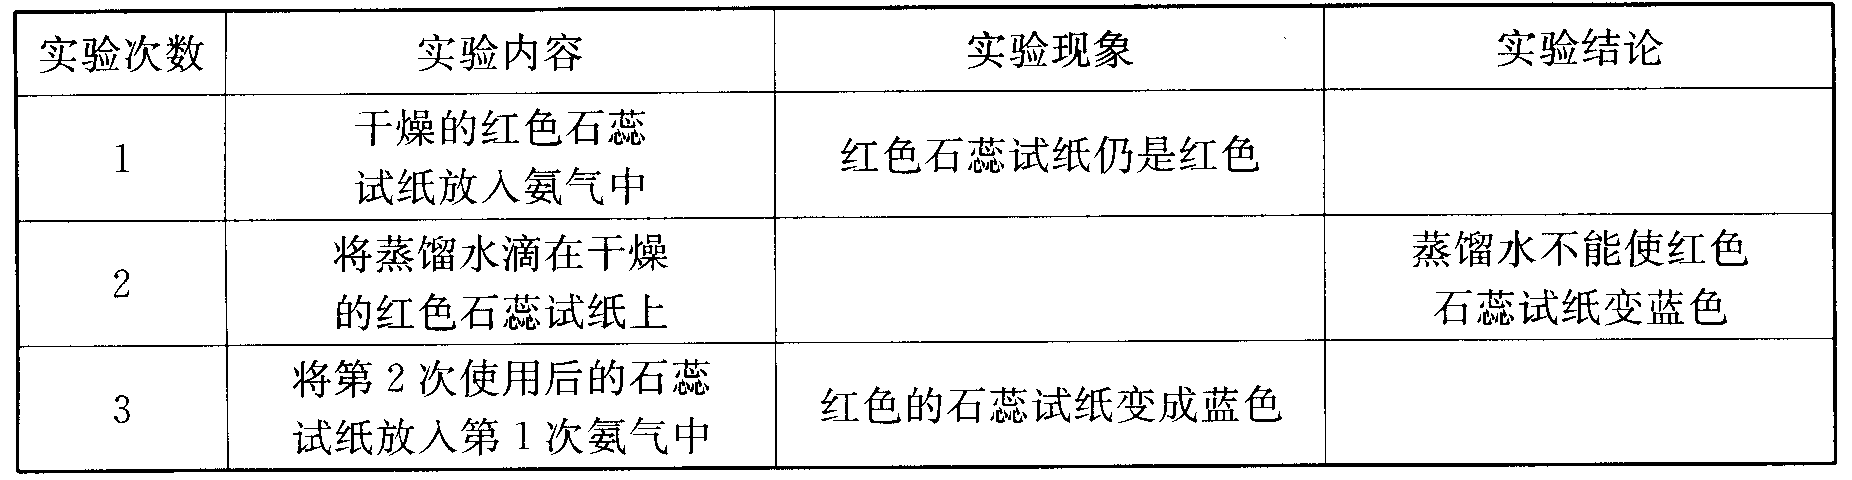 实验次数 实验内容 实验现象 实验结论
1 干燥的红色石蕊
试纸放入氨气中 红色石蕊试纸仍是红色
2 将蒸馏水滴在干燥
的红色石蕊试纸上 蒸馏水不能使红色
石蕊试纸变蓝色
3 将第2次使用后的石蕊
试纸放入第1次氨气中 红色的石蕊试纸变成蓝色